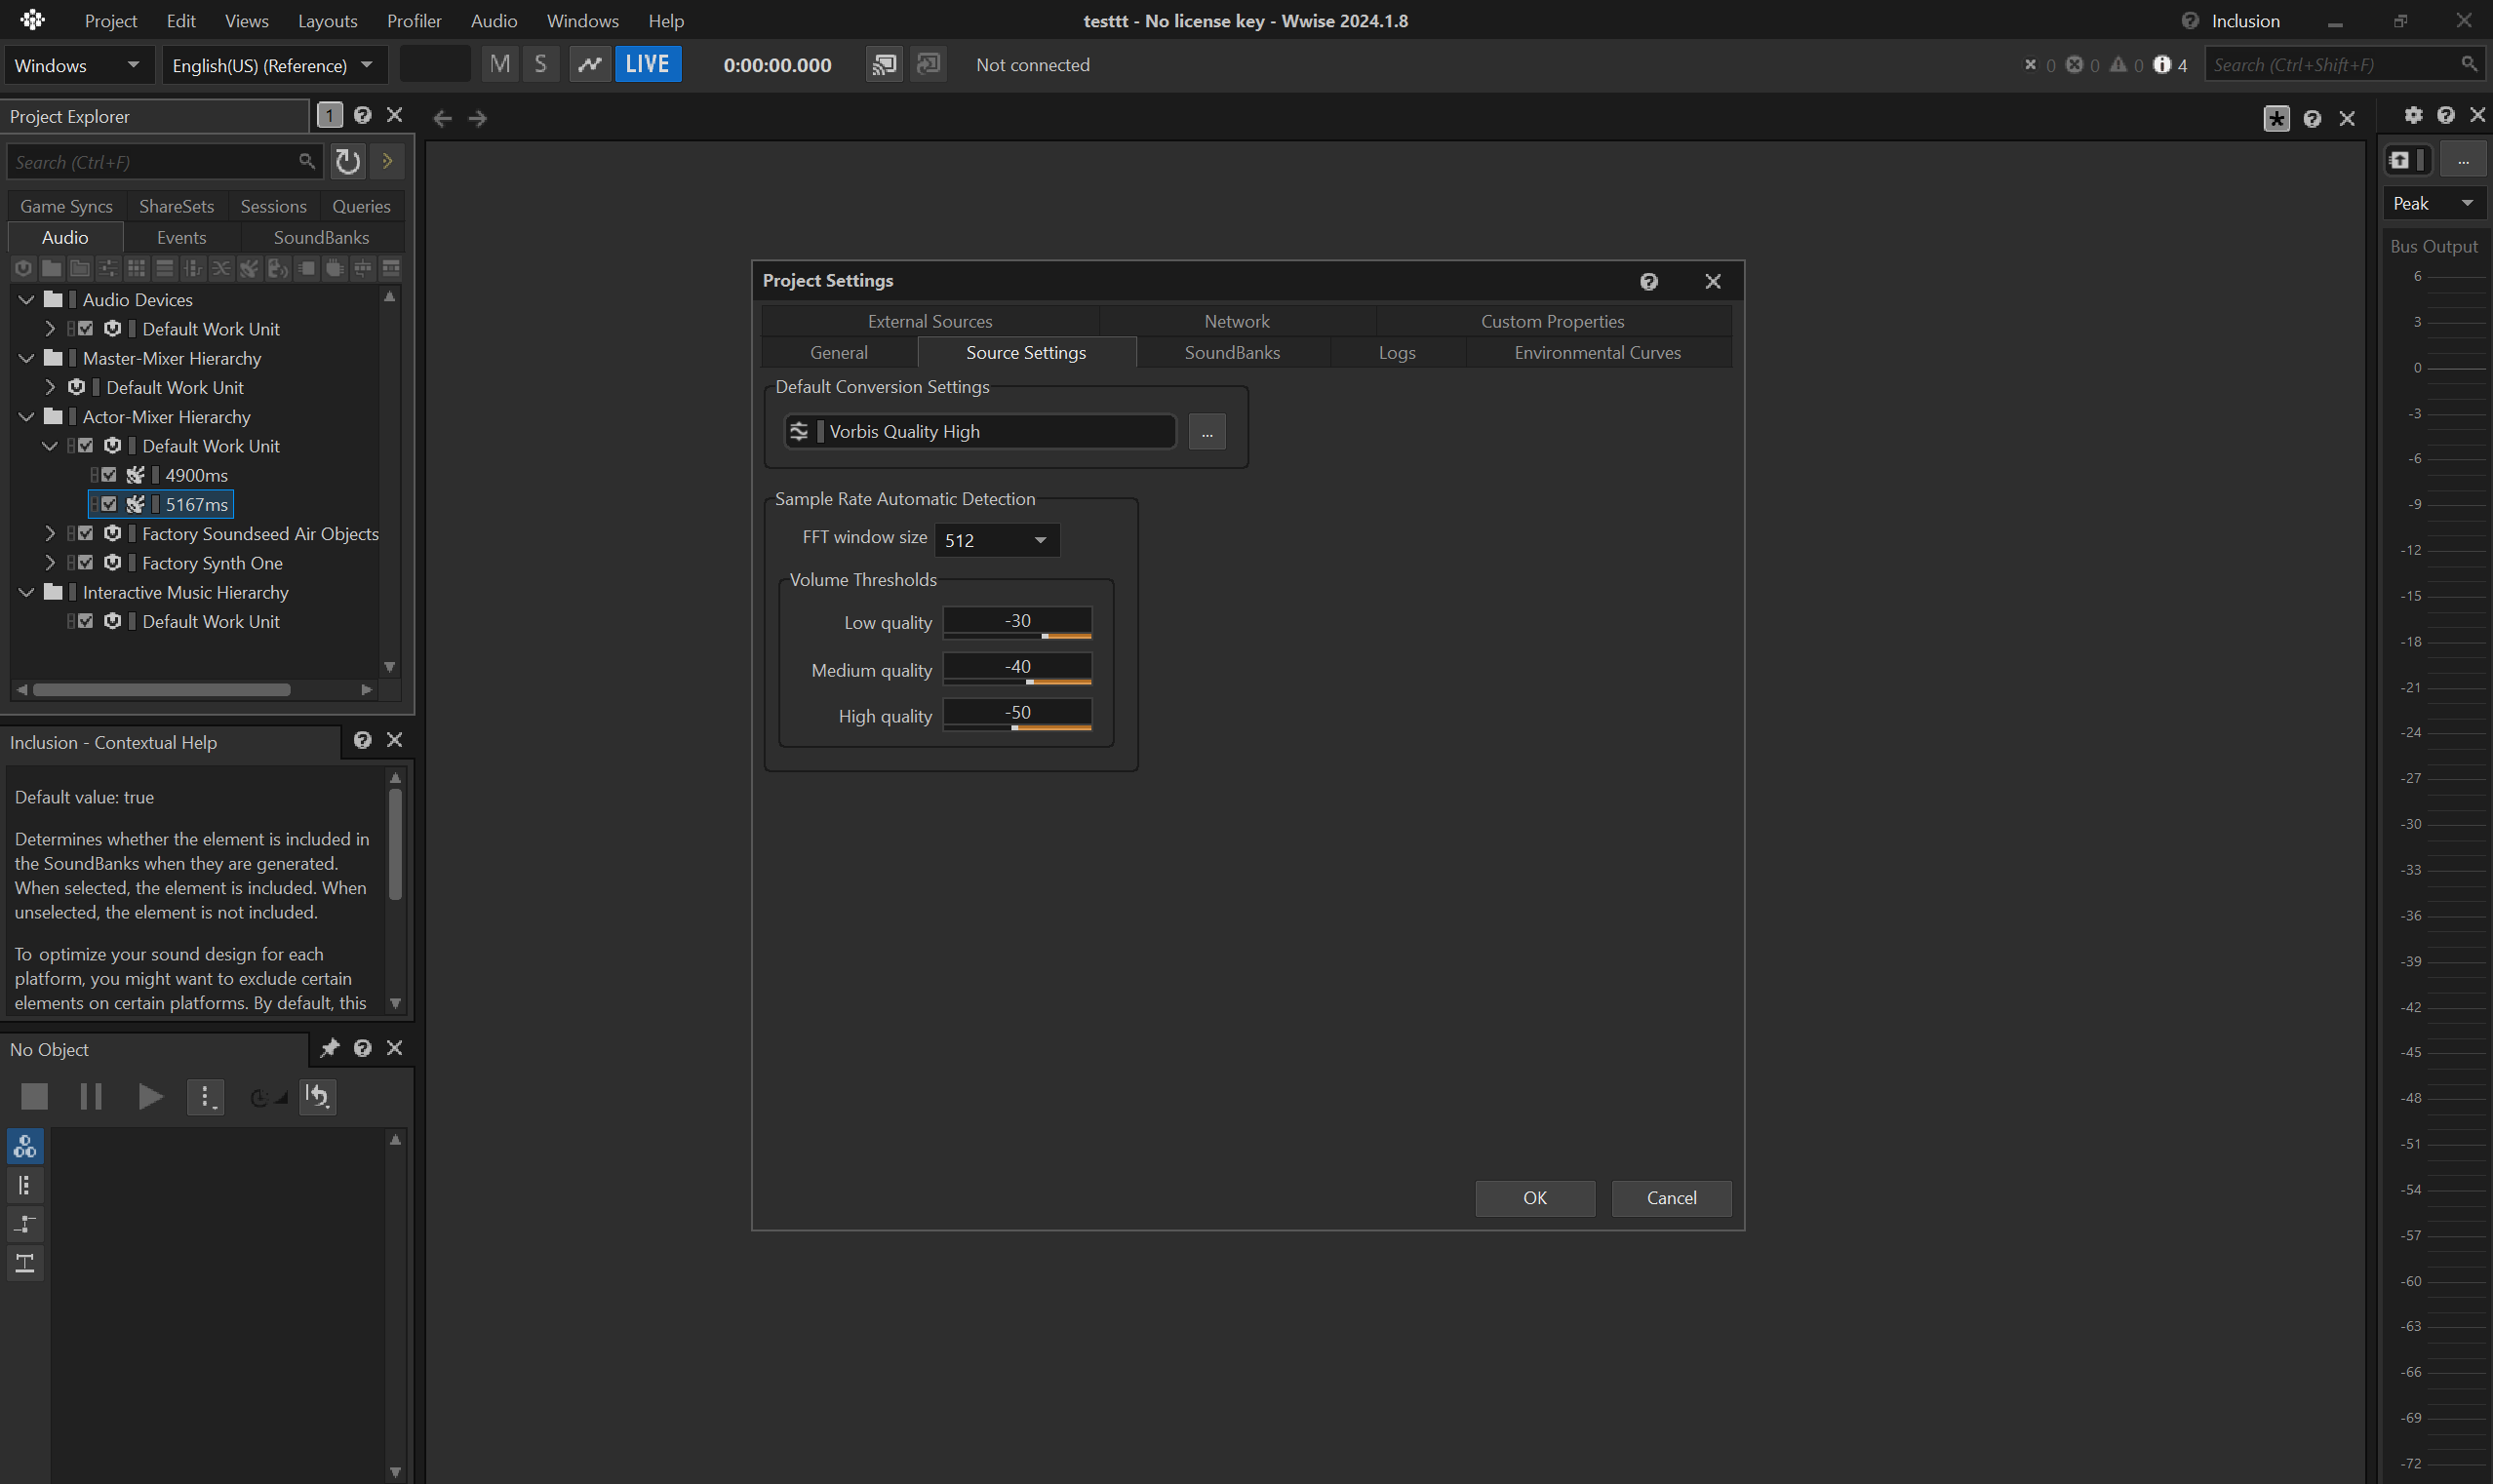 Project Edit Views Layouts Profiler Audio Windows Help
testtt - No license key - Wwise 2024.1.8
Inclusion
Windows
English(US) (Reference)
M
S
LIVE
0:00:00.000
Not connected
0 0 0 4
Search (Ctrl+Shift+F)
Project Explorer
1
Search (Ctrl+F)
Game Syncs ShareSets Sessions Queries
Audio Events SoundBanks
Audio Devices
Default Work Unit
Master-Mixer Hierarchy
Default Work Unit
Actor-Mixer Hierarchy
Default Work Unit
4900ms
5167ms
Factory Soundseed Air Objects
Factory Synth One
Interactive Music Hierarchy
Default Work Unit
Inclusion - Contextual Help
Default value: true
Determines whether the element is included in
the SoundBanks when they are generated.
When selected, the element is included. When
unselected, the element is not included.
To optimize your sound design for each
platform, you might want to exclude certain
elements on certain platforms. By default, this
No Object
Project Settings
External Sources Network Custom Properties
General Source Settings SoundBanks Logs Environmental Curves
Default Conversion Settings
Vorbis Quality High
...
Sample Rate Automatic Detection
FFT window size 512
Volume Thresholds
Low quality -30
Medium quality -40
High quality -50
OK
Cancel
...
Peak
Bus Output
6
3
0
-3
-6
-9
-12
-15
-18
-21
-24
-27
-30
-33
-36
-39
-42
-45
-48
-51
-54
-57
-60
-63
-66
-69
-72